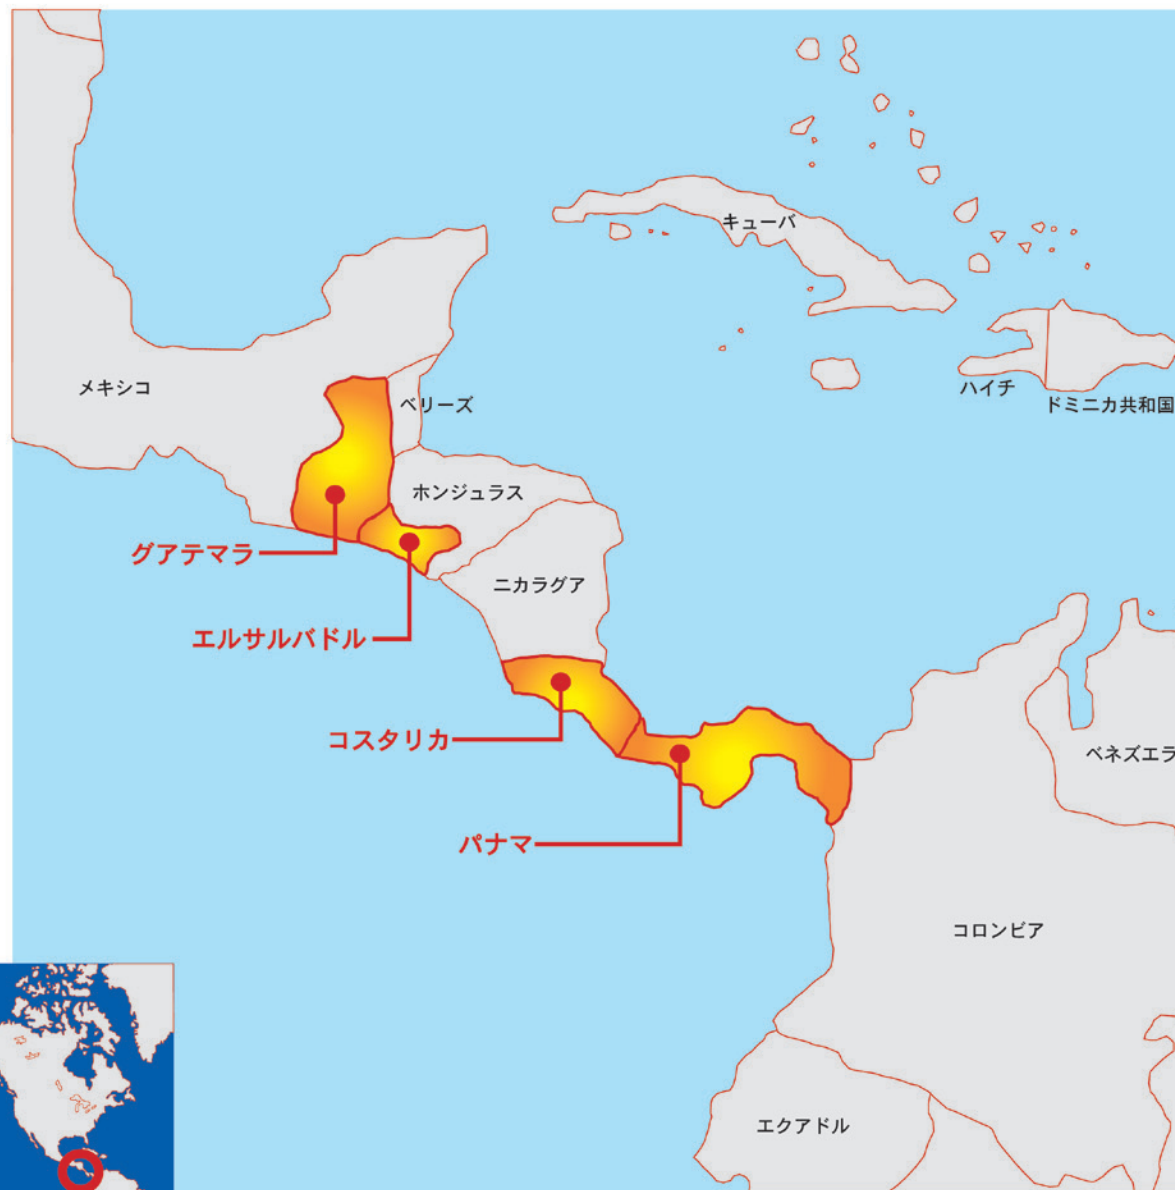 キューバ
メキシコ
ベリーズ
ハイチ
ドミニカ共和国
ホンジュラス
グアテマラ
ニカラグア
エルサルバドル
コスタリカ
ベネズエラ
パナマ
コロンビア
エクアドル